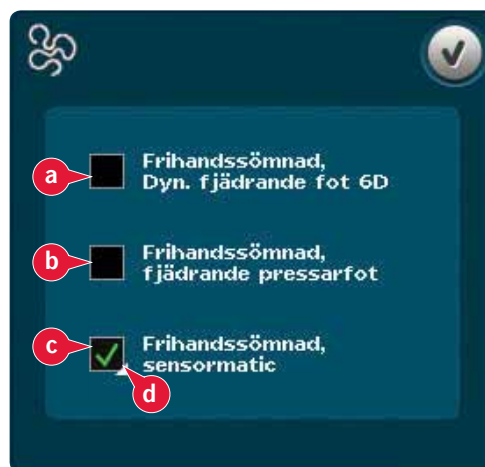 a
Frihandssömnad,
Dyn. fjädrande fot 6D
b
Frihandssömnad,
fjädrande pressarfot
c
Frihandssömnad,
sensormatic
d